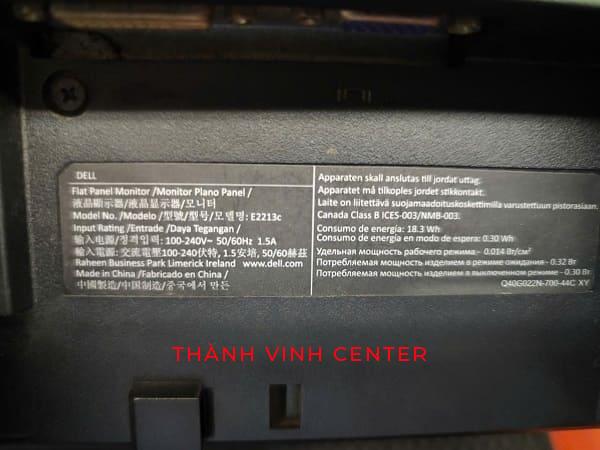 DELL
Flat Panel Monitor /Monitor Plano Panel /
液晶顯示器/液晶显示器/모니터
Model No. /Modelo /型號/型号/모델명: E2213c
Input Rating /Entrade /Daya Tegangan /
輸入電源/정격입력: 100-240V~ 50/60Hz 1.5A
輸入電源: 交流電壓100-240伏特, 1.5安培, 50/60赫茲
Raheen Business Park Limerick Ireland www.dell.com
Made in China /Fabricado en China /
中國製造/中国制造/중국에서 만든
Apparaten skall anslutas till jordat uttag.
Apparatet må tilkoples jordet stikkontakt.
Laite on liitettävä suojamaadoituskoskettimilla varustettuun pistorasiaan.
Canada Class B ICES-003/NMB-003.
Consumo de energía: 18.3 Wh
Consumo de energía en modo de espera: 0.30 Wh
Удельная мощность рабочего режима - 0.014 Вт/см²
Потребляемая мощность изделием в режиме ожидания - 0.32 Вт
Потребляемая мощность изделием в выключенном режиме - 0.30 Вт
Q40G022N-700-44C XY
THÀNH VINH CENTER